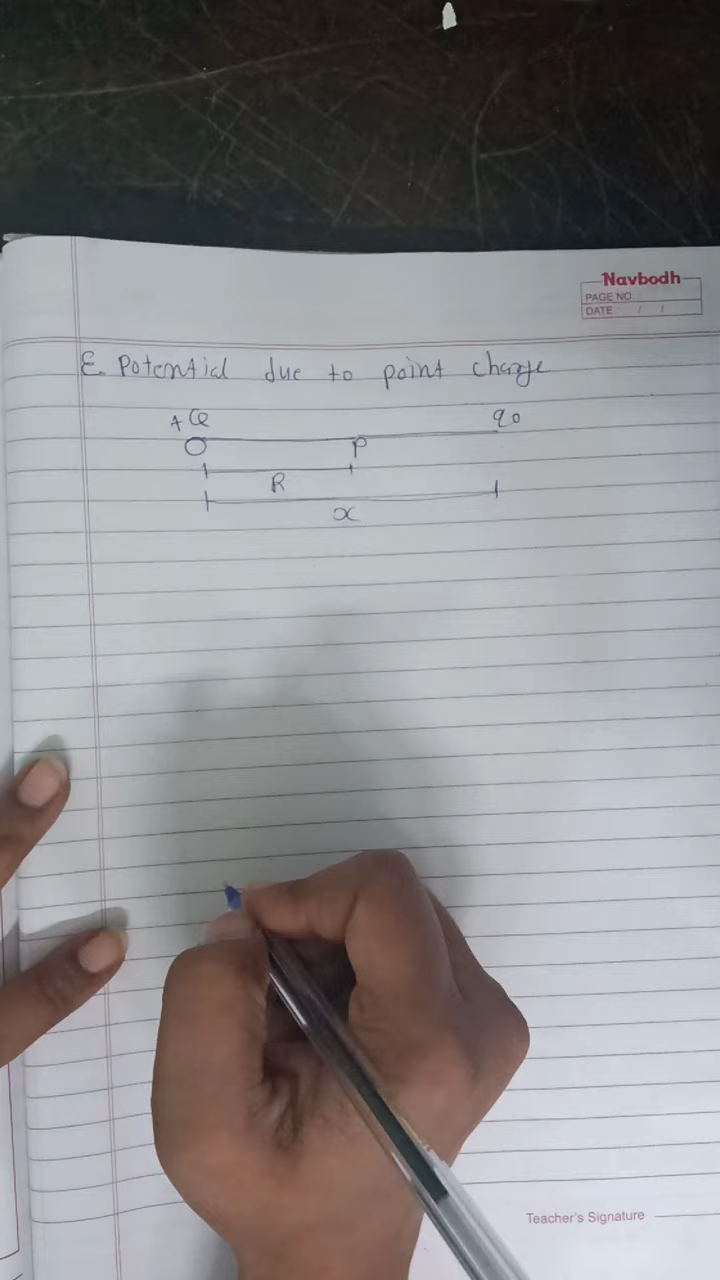 Navbodh
PAGE NO.
DATE / /
E. Potential due to point charge
+Q q0
P
R
x
Teacher's Signature